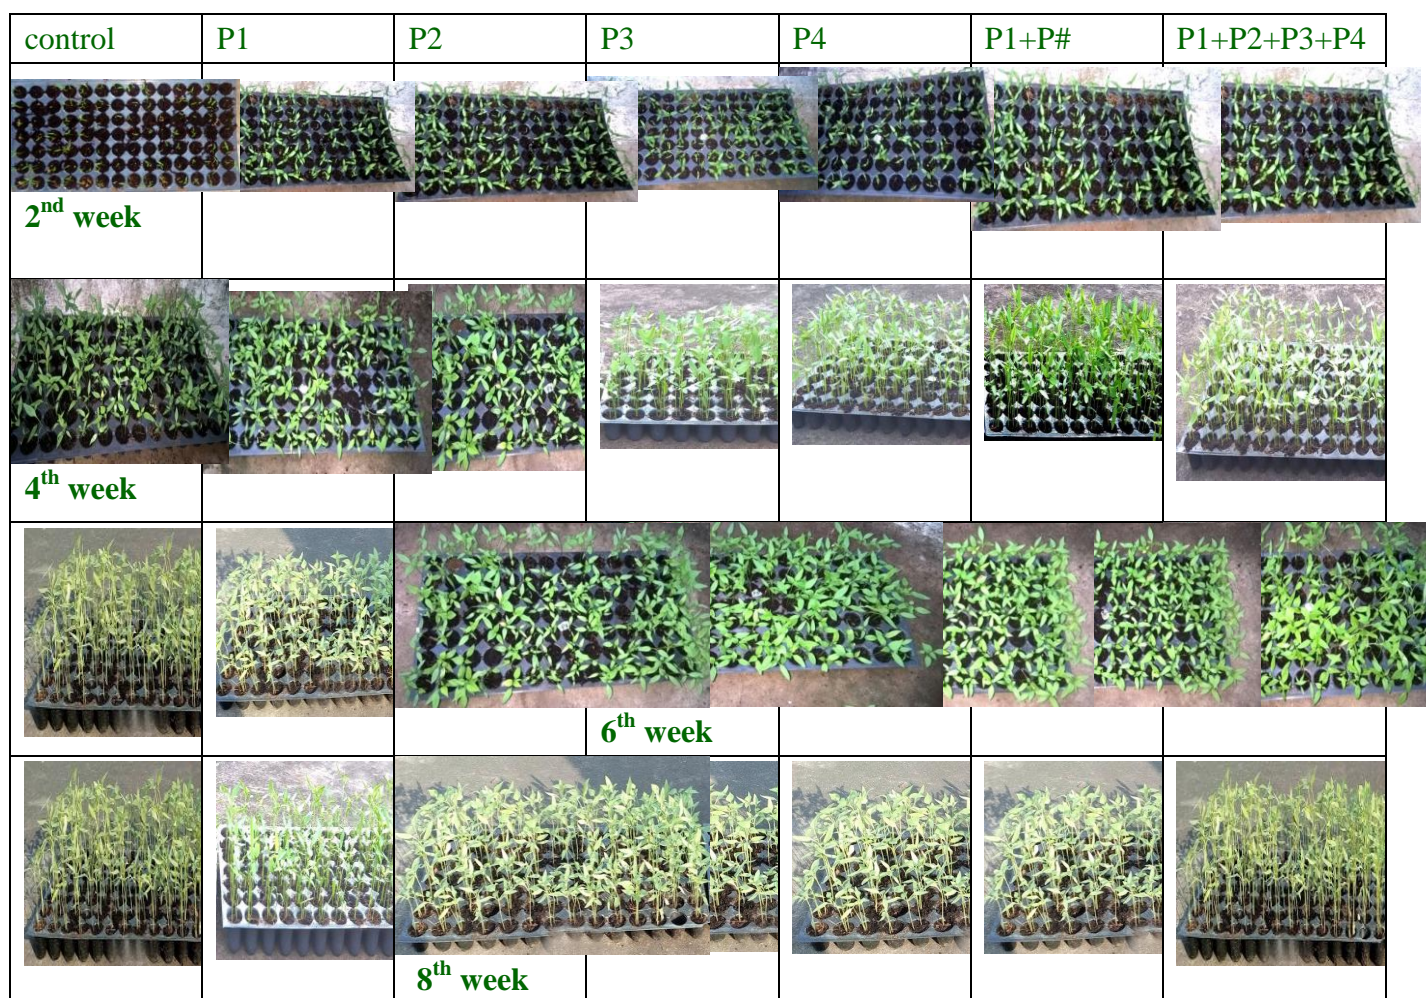 control P1 P2 P3 P4 P1+P# P1+P2+P3+P4
2nd week
4th week
6th week
8th week